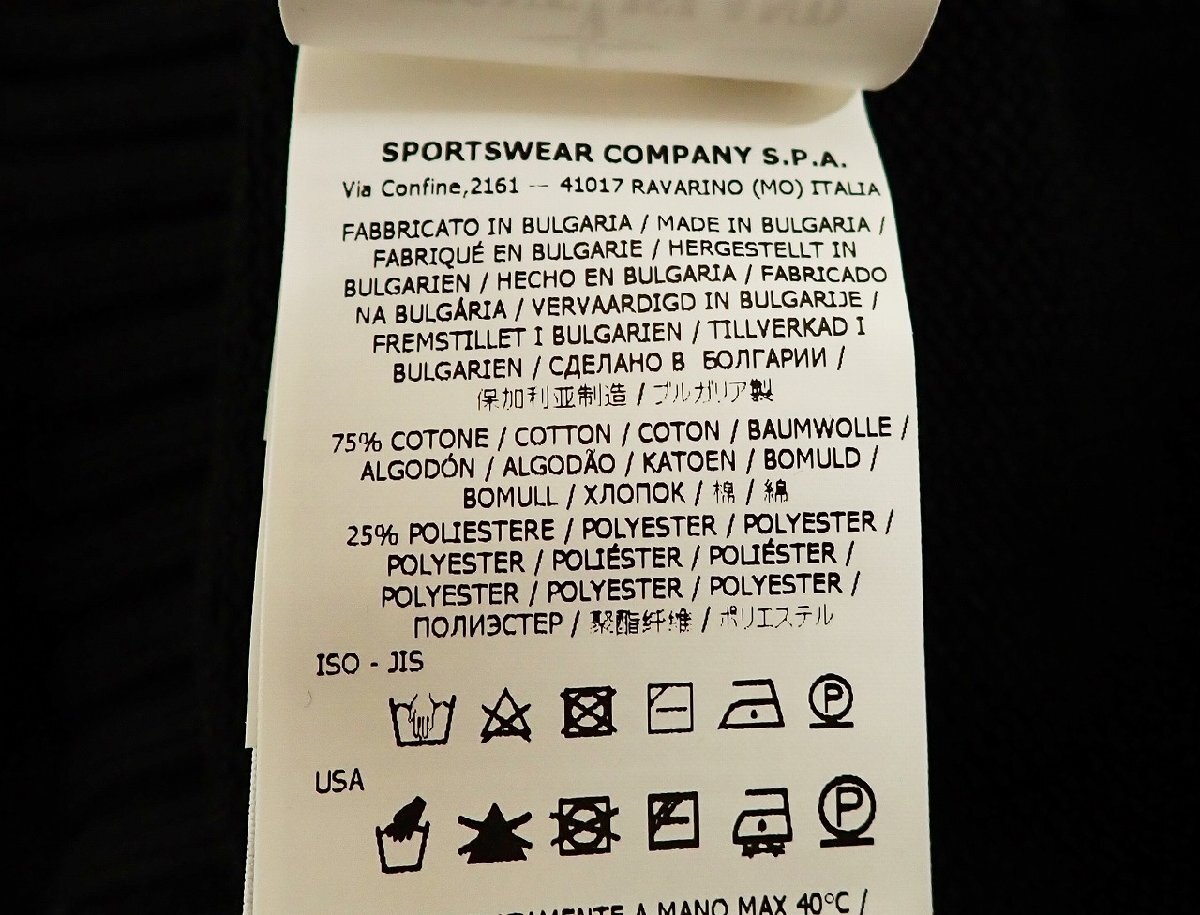 SPORTSWEAR COMPANY S.P.A.
Via Confine,2161 -- 41017 RAVARINO (MO) ITALIA
FABBRICATO IN BULGARIA / MADE IN BULGARIA /
FABRIQUÉ EN BULGARIE / HERGESTELLT IN
BULGARIEN / HECHO EN BULGARIA / FABRICADO
NA BULGÁRIA / VERVAARDIGD IN BULGARIJE /
FREMSTILLET I BULGARIEN / TILLVERKAD I
BULGARIEN / СДЕЛАНО В БОЛГАРИИ /
保加利亚制造 / ブルガリア製
75% COTONE / COTTON / COTON / BAUMWOLLE /
ALGODÓN / ALGODÃO / KATOEN / BOMULD /
BOMULL / ХЛОПОК / 棉 / 綿
25% POLIESTERE / POLYESTER / POLYESTER /
POLYESTER / POLIÉSTER / POLIÉSTER /
POLYESTER / POLYESTER / POLYESTER /
ПОЛИЭСТЕР / 聚酯纤维 / ポリエステル
ISO - JIS
P
USA
P
A MANO MAX 40°C /